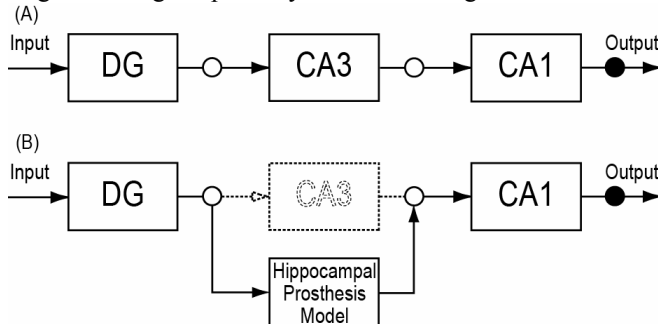 (A)
Input DG CA3 CA1 Output
(B)
Input DG CA3 CA1 Output
Hippocampal
Prosthesis
Model